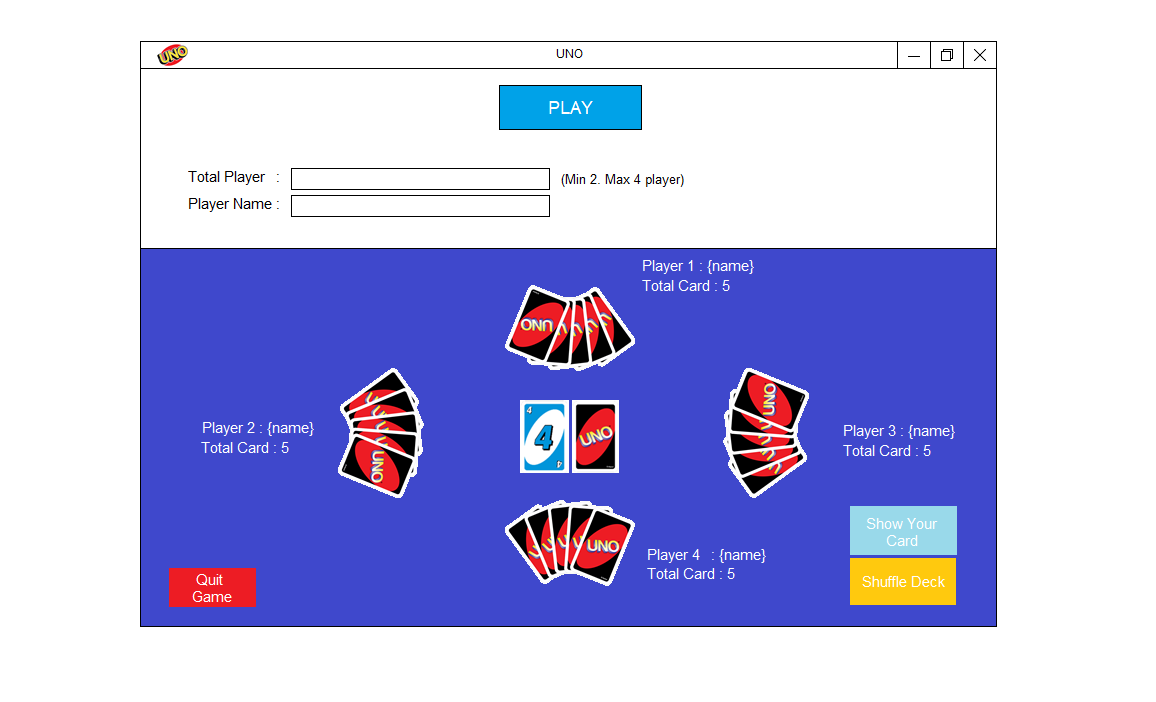 UNO
UNO
PLAY
Total Player :
(Min 2. Max 4 player)
Player Name :
Player 1 : {name}
Total Card : 5
UNO
Player 2 : {name}
Total Card : 5
UNO
4
4
4
UNO
UNO
Player 3 : {name}
Total Card : 5
UNO
Player 4 : {name}
Total Card : 5
Show Your
Card
Shuffle Deck
Quit
Game